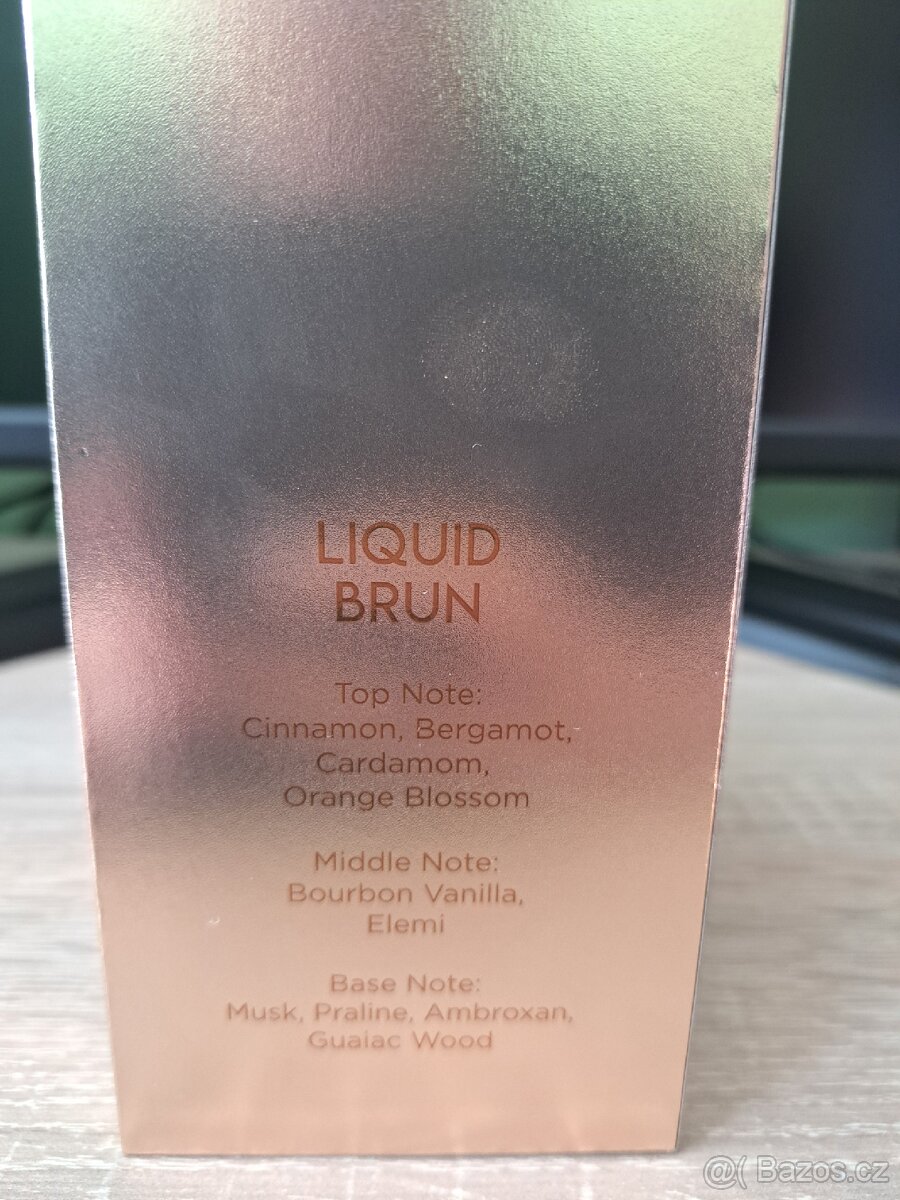 LIQUID
BRUN
Top Note:
Cinnamon, Bergamot,
Cardamom,
Orange Blossom
Middle Note:
Bourbon Vanilla,
Elemi
Base Note:
Musk, Praline, Ambroxan,
Guaiac Wood
@( Bazos.cz